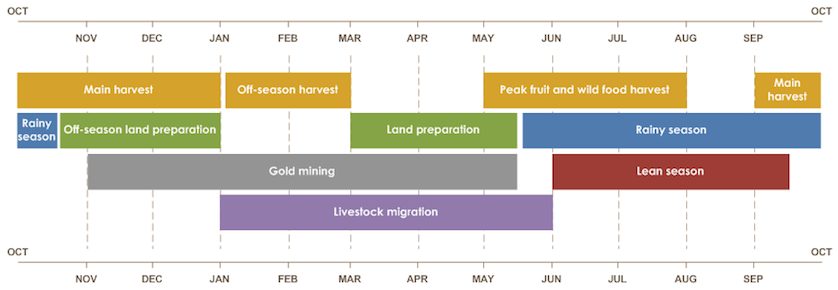 OCT OCT
NOV DEC JAN FEB MAR APR MAY JUN JUL AUG SEP
Main harvest Off-season harvest Peak fruit and wild food harvest Main harvest
Rainy season Off-season land preparation Land preparation Rainy season
Gold mining Lean season
Livestock migration
OCT OCT
NOV DEC JAN FEB MAR APR MAY JUN JUL AUG SEP